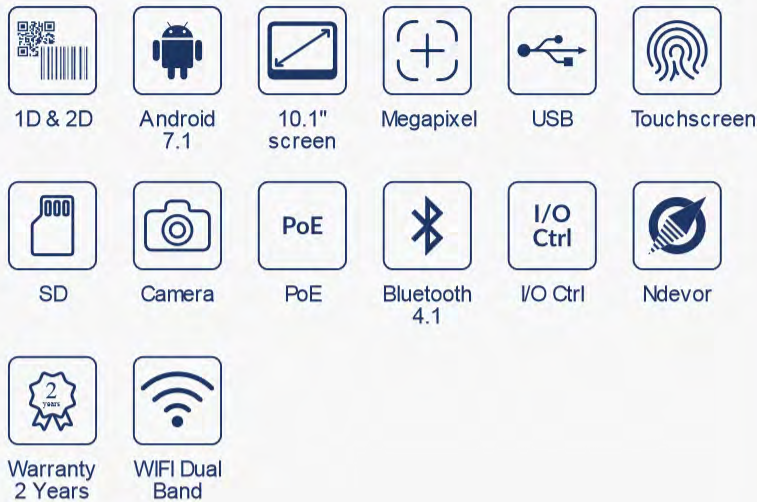 1D & 2D
Android
7.1
10.1"
screen
Megapixel
USB
Touchscreen
SD
Camera
PoE
PoE
Bluetooth
4.1
I/O
Ctrl
I/O Ctrl
Ndevor
2
years
Warranty
2 Years
WIFI Dual
Band